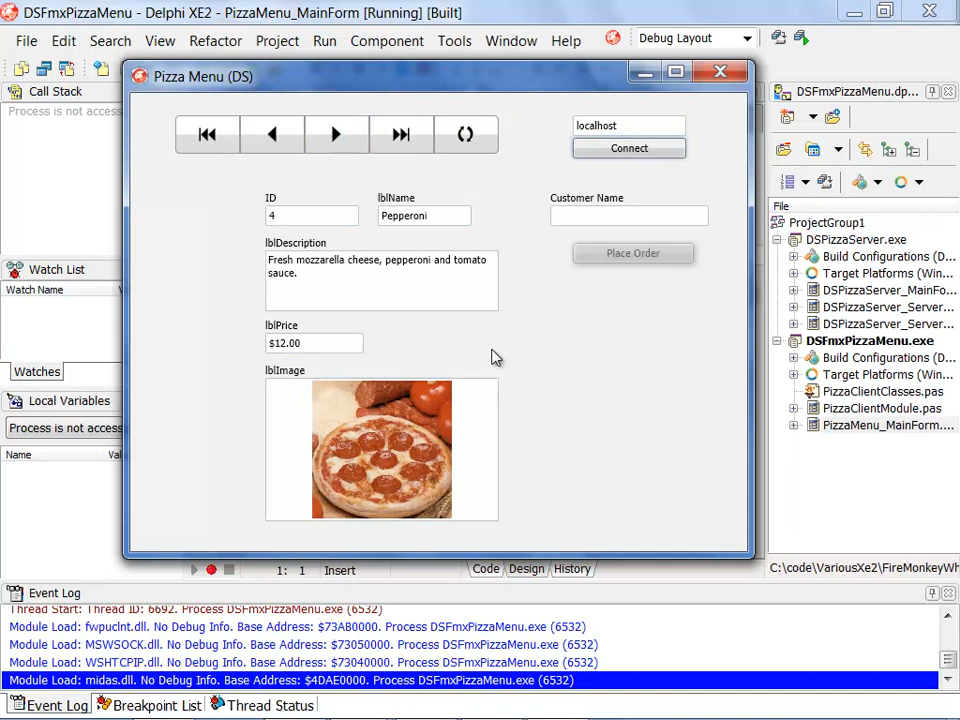 DSFmxPizzaMenu - Delphi XE2 - PizzaMenu_MainForm [Running] [Built]
File Edit Search View Refactor Project Run Component Tools Window Help
Debug Layout
Call Stack
Process is not access
Watch List
Watch Name
Watches
Local Variables
Process is not access
Name Val
Pizza Menu (DS)
localhost
Connect
ID
4
lblName
Pepperoni
Customer Name
Place Order
lblDescription
Fresh mozzarella cheese, pepperoni and tomato
sauce.
lblPrice
$12.00
lblImage
DSFmxPizzaMenu.dp...
File
ProjectGroup1
DSPizzaServer.exe
Build Configurations (D...
Target Platforms (Win...
DSPizzaServer_MainFo...
DSPizzaServer_Server...
DSPizzaServer_Server...
DSFmxPizzaMenu.exe
Build Configurations (D...
Target Platforms (Win...
PizzaClientClasses.pas
PizzaClientModule.pas
PizzaMenu_MainForm....
C:\code\VariousXe2\FireMonkeyWh
1: 1 Insert
Code Design History
Event Log
Thread Start: Thread ID: 6692. Process DSFmxPizzaMenu.exe (6532)
Module Load: fwpuclnt.dll. No Debug Info. Base Address: $73AB0000. Process DSFmxPizzaMenu.exe (6532)
Module Load: MSWSOCK.dll. No Debug Info. Base Address: $73050000. Process DSFmxPizzaMenu.exe (6532)
Module Load: WSHTCPIP.dll. No Debug Info. Base Address: $73040000. Process DSFmxPizzaMenu.exe (6532)
Module Load: midas.dll. No Debug Info. Base Address: $4DAE0000. Process DSFmxPizzaMenu.exe (6532)
Event Log Breakpoint List Thread Status